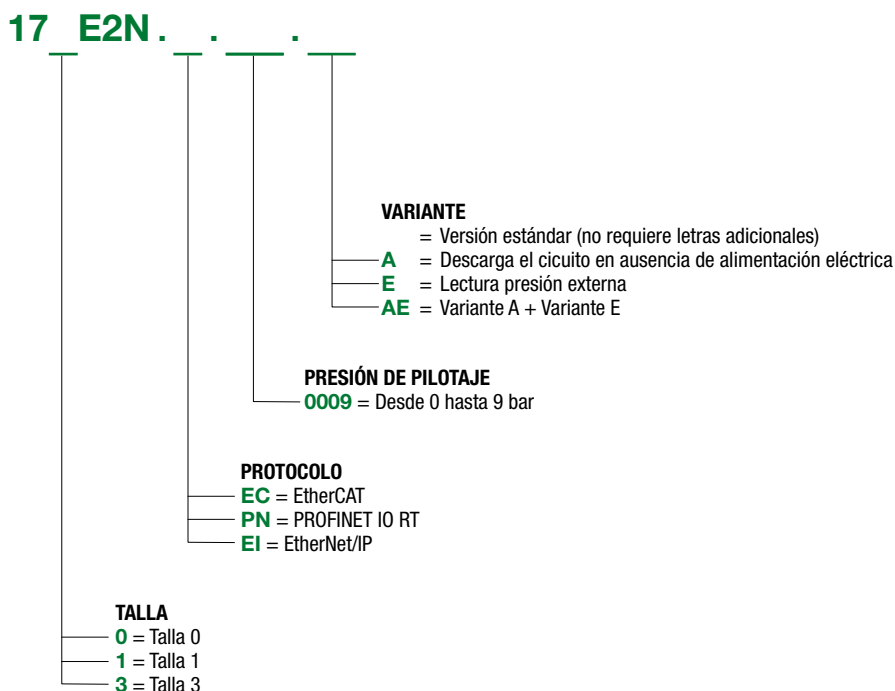 17 E2N . . .
VARIANTE
= Versión estándar (no requiere letras adicionales)
A = Descarga el cicuito en ausencia de alimentación eléctrica
E = Lectura presión externa
AE = Variante A + Variante E
PRESIÓN DE PILOTAJE
0009 = Desde 0 hasta 9 bar
PROTOCOLO
EC = EtherCAT
PN = PROFINET IO RT
EI = EtherNet/IP
TALLA
0 = Talla 0
1 = Talla 1
3 = Talla 3